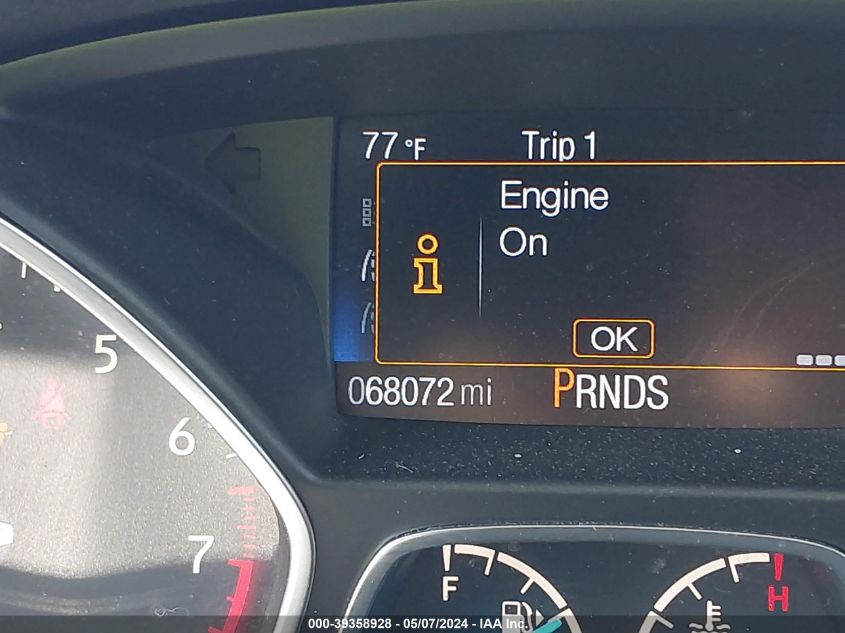 77 °F
Trip 1
Engine
On
OK
068072 mi
PRNDS
5
6
7
F
H
000-39358928 - 05/07/2024 - IAA Inc.